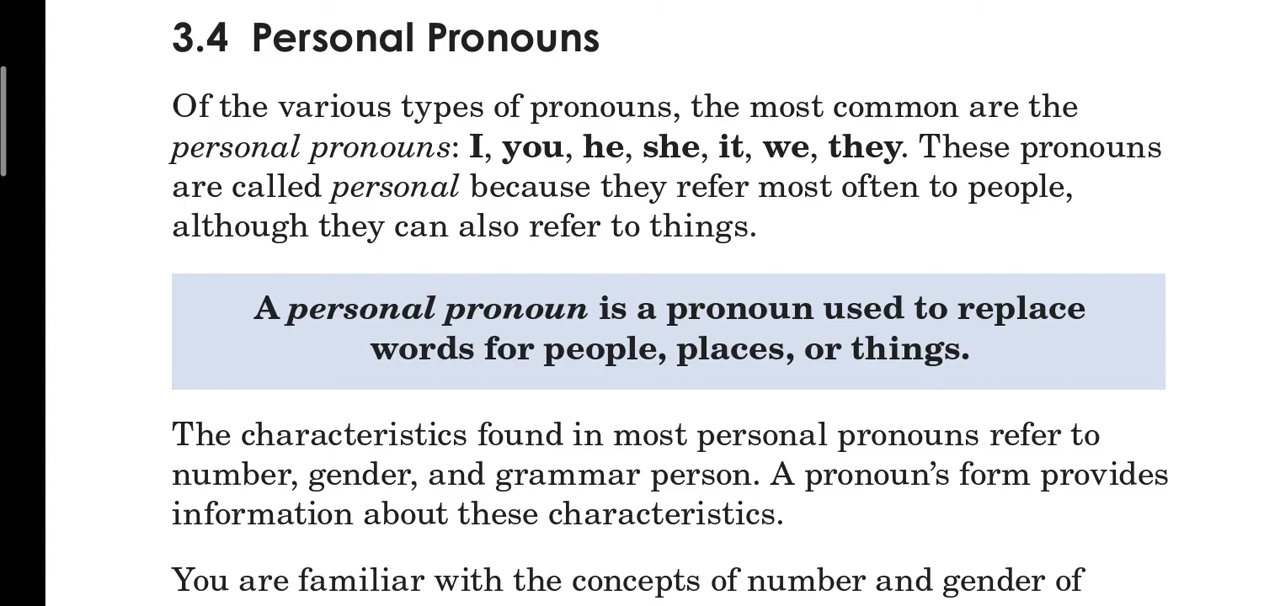 3.4 Personal Pronouns
Of the various types of pronouns, the most common are the
personal pronouns: I, you, he, she, it, we, they. These pronouns
are called personal because they refer most often to people,
although they can also refer to things.
A personal pronoun is a pronoun used to replace
words for people, places, or things.
The characteristics found in most personal pronouns refer to
number, gender, and grammar person. A pronoun’s form provides
information about these characteristics.
You are familiar with the concepts of number and gender of